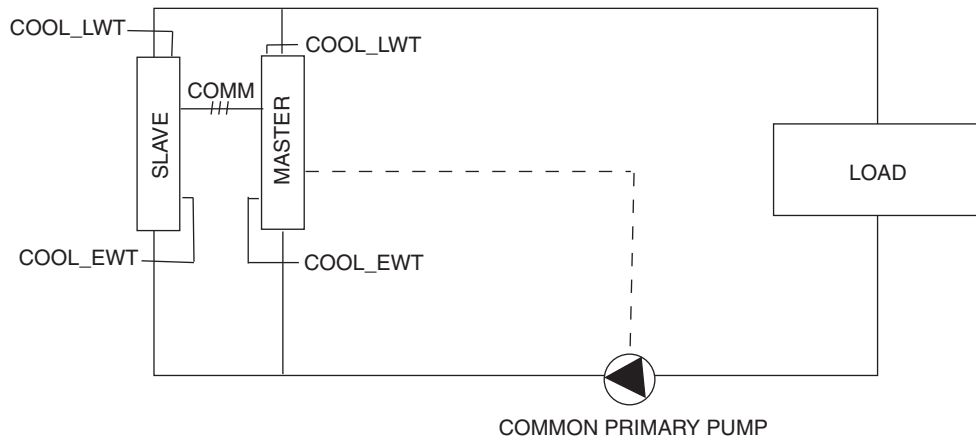 COOL_LWT
COOL_LWT
COMM
SLAVE
MASTER
LOAD
COOL_EWT
COOL_EWT
COMMON PRIMARY PUMP